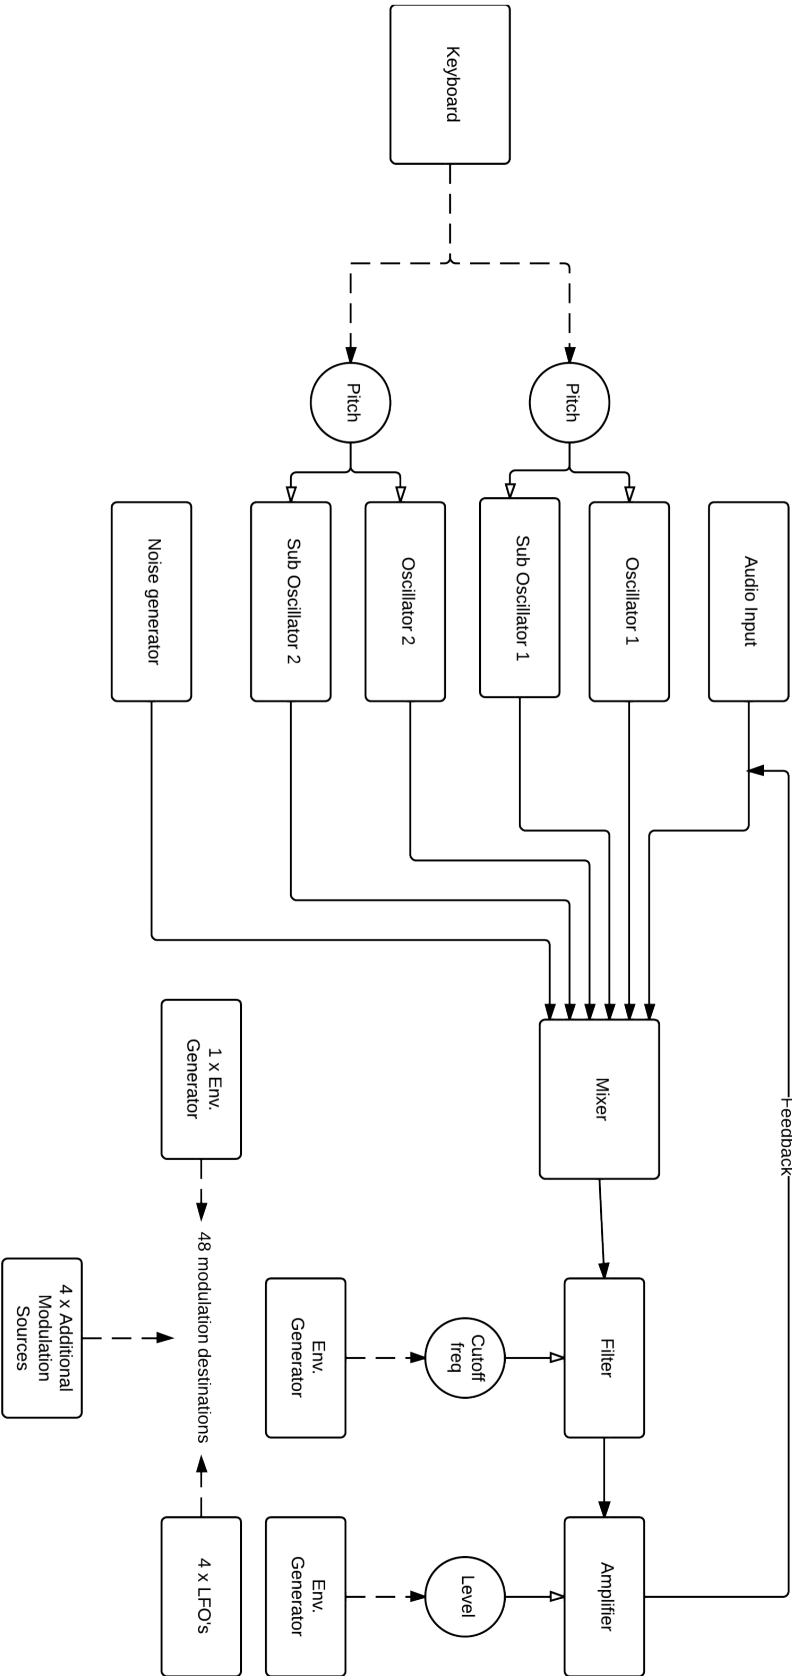 Feedback
Audio Input
Oscillator 1
Pitch
Sub Oscillator 1
Mixer
Filter
Amplifier
Keyboard
Oscillator 2
Pitch
Sub Oscillator 2
Cutoff
freq
Level
Env.
Generator
Env.
Generator
Noise generator
1 x Env.
Generator
48 modulation destinations
4 x LFO's
4 x Additional
Modulation
Sources